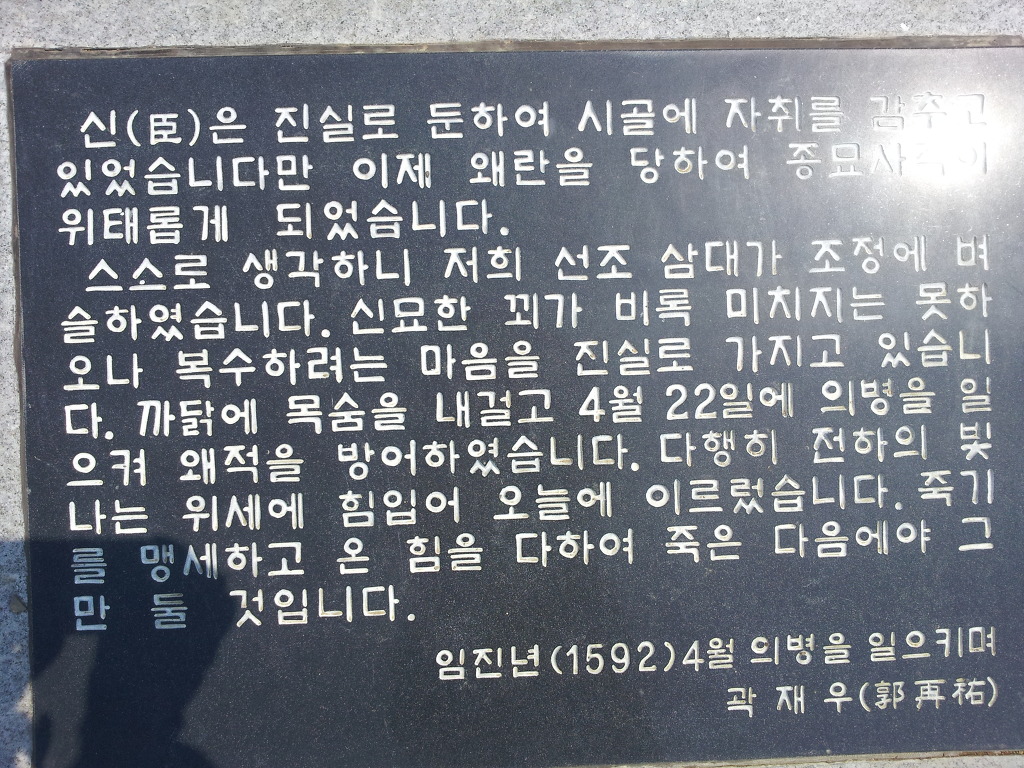 신(臣)은 진실로 둔하여 시골에 자취를 감추고
있었습니다만 이제 왜란을 당하여 종묘사직이
위태롭게 되었습니다.
스소로 생각하니 저희 선조 삼대가 조정에 벼
슬하였습니다. 신묘한 꾀가 비록 미치지는 못하
오나 복수하려는 마음을 진실로 가지고 있습니
다. 까닭에 목숨을 내걸고 4월 22일에 의병을 일
으켜 왜적을 방어하였습니다. 다행히 전하의 빛
나는 위세에 힘입어 오늘에 이르렀습니다. 죽기
를 맹세하고 온 힘을 다하여 죽은 다음에야 그
만 둘 것입니다.
임진년(1592)4월 의병을 일으키며
곽 재 우(郭再祐)